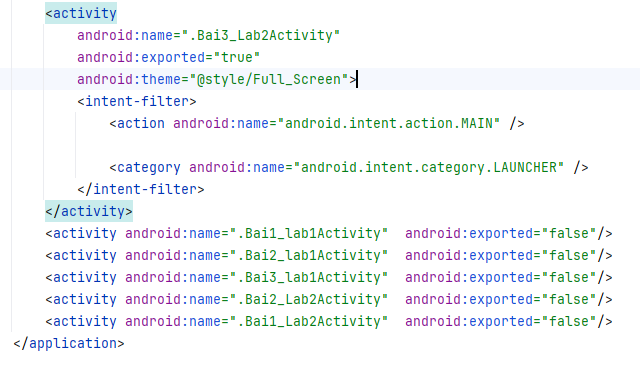 <activity
android:name=".Bai3_Lab2Activity"
android:exported="true"
android:theme="@style/Full_Screen">
<intent-filter>
<action android:name="android.intent.action.MAIN" />
<category android:name="android.intent.category.LAUNCHER" />
</intent-filter>
</activity>
<activity android:name=".Bai1_lab1Activity"  android:exported="false"/>
<activity android:name=".Bai2_lab1Activity"  android:exported="false"/>
<activity android:name=".Bai3_lab1Activity"  android:exported="false"/>
<activity android:name=".Bai2_Lab2Activity"  android:exported="false"/>
<activity android:name=".Bai1_Lab2Activity"  android:exported="false"/>
</application>